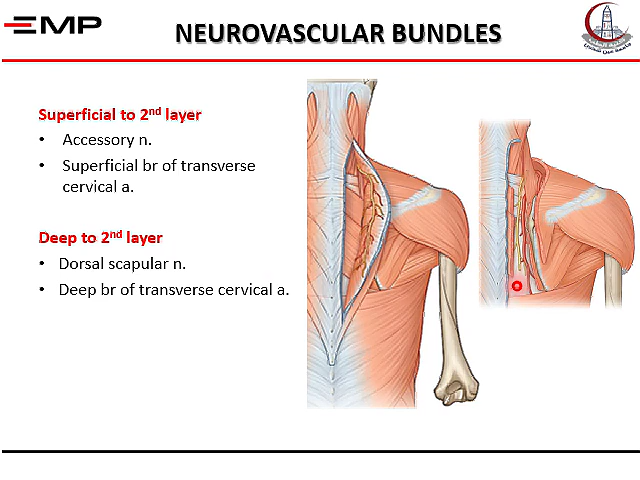 EMP
NEUROVASCULAR BUNDLES
Superficial to 2nd layer
• Accessory n.
• Superficial br of transverse
cervical a.
Deep to 2nd layer
• Dorsal scapular n.
• Deep br of transverse cervical a.